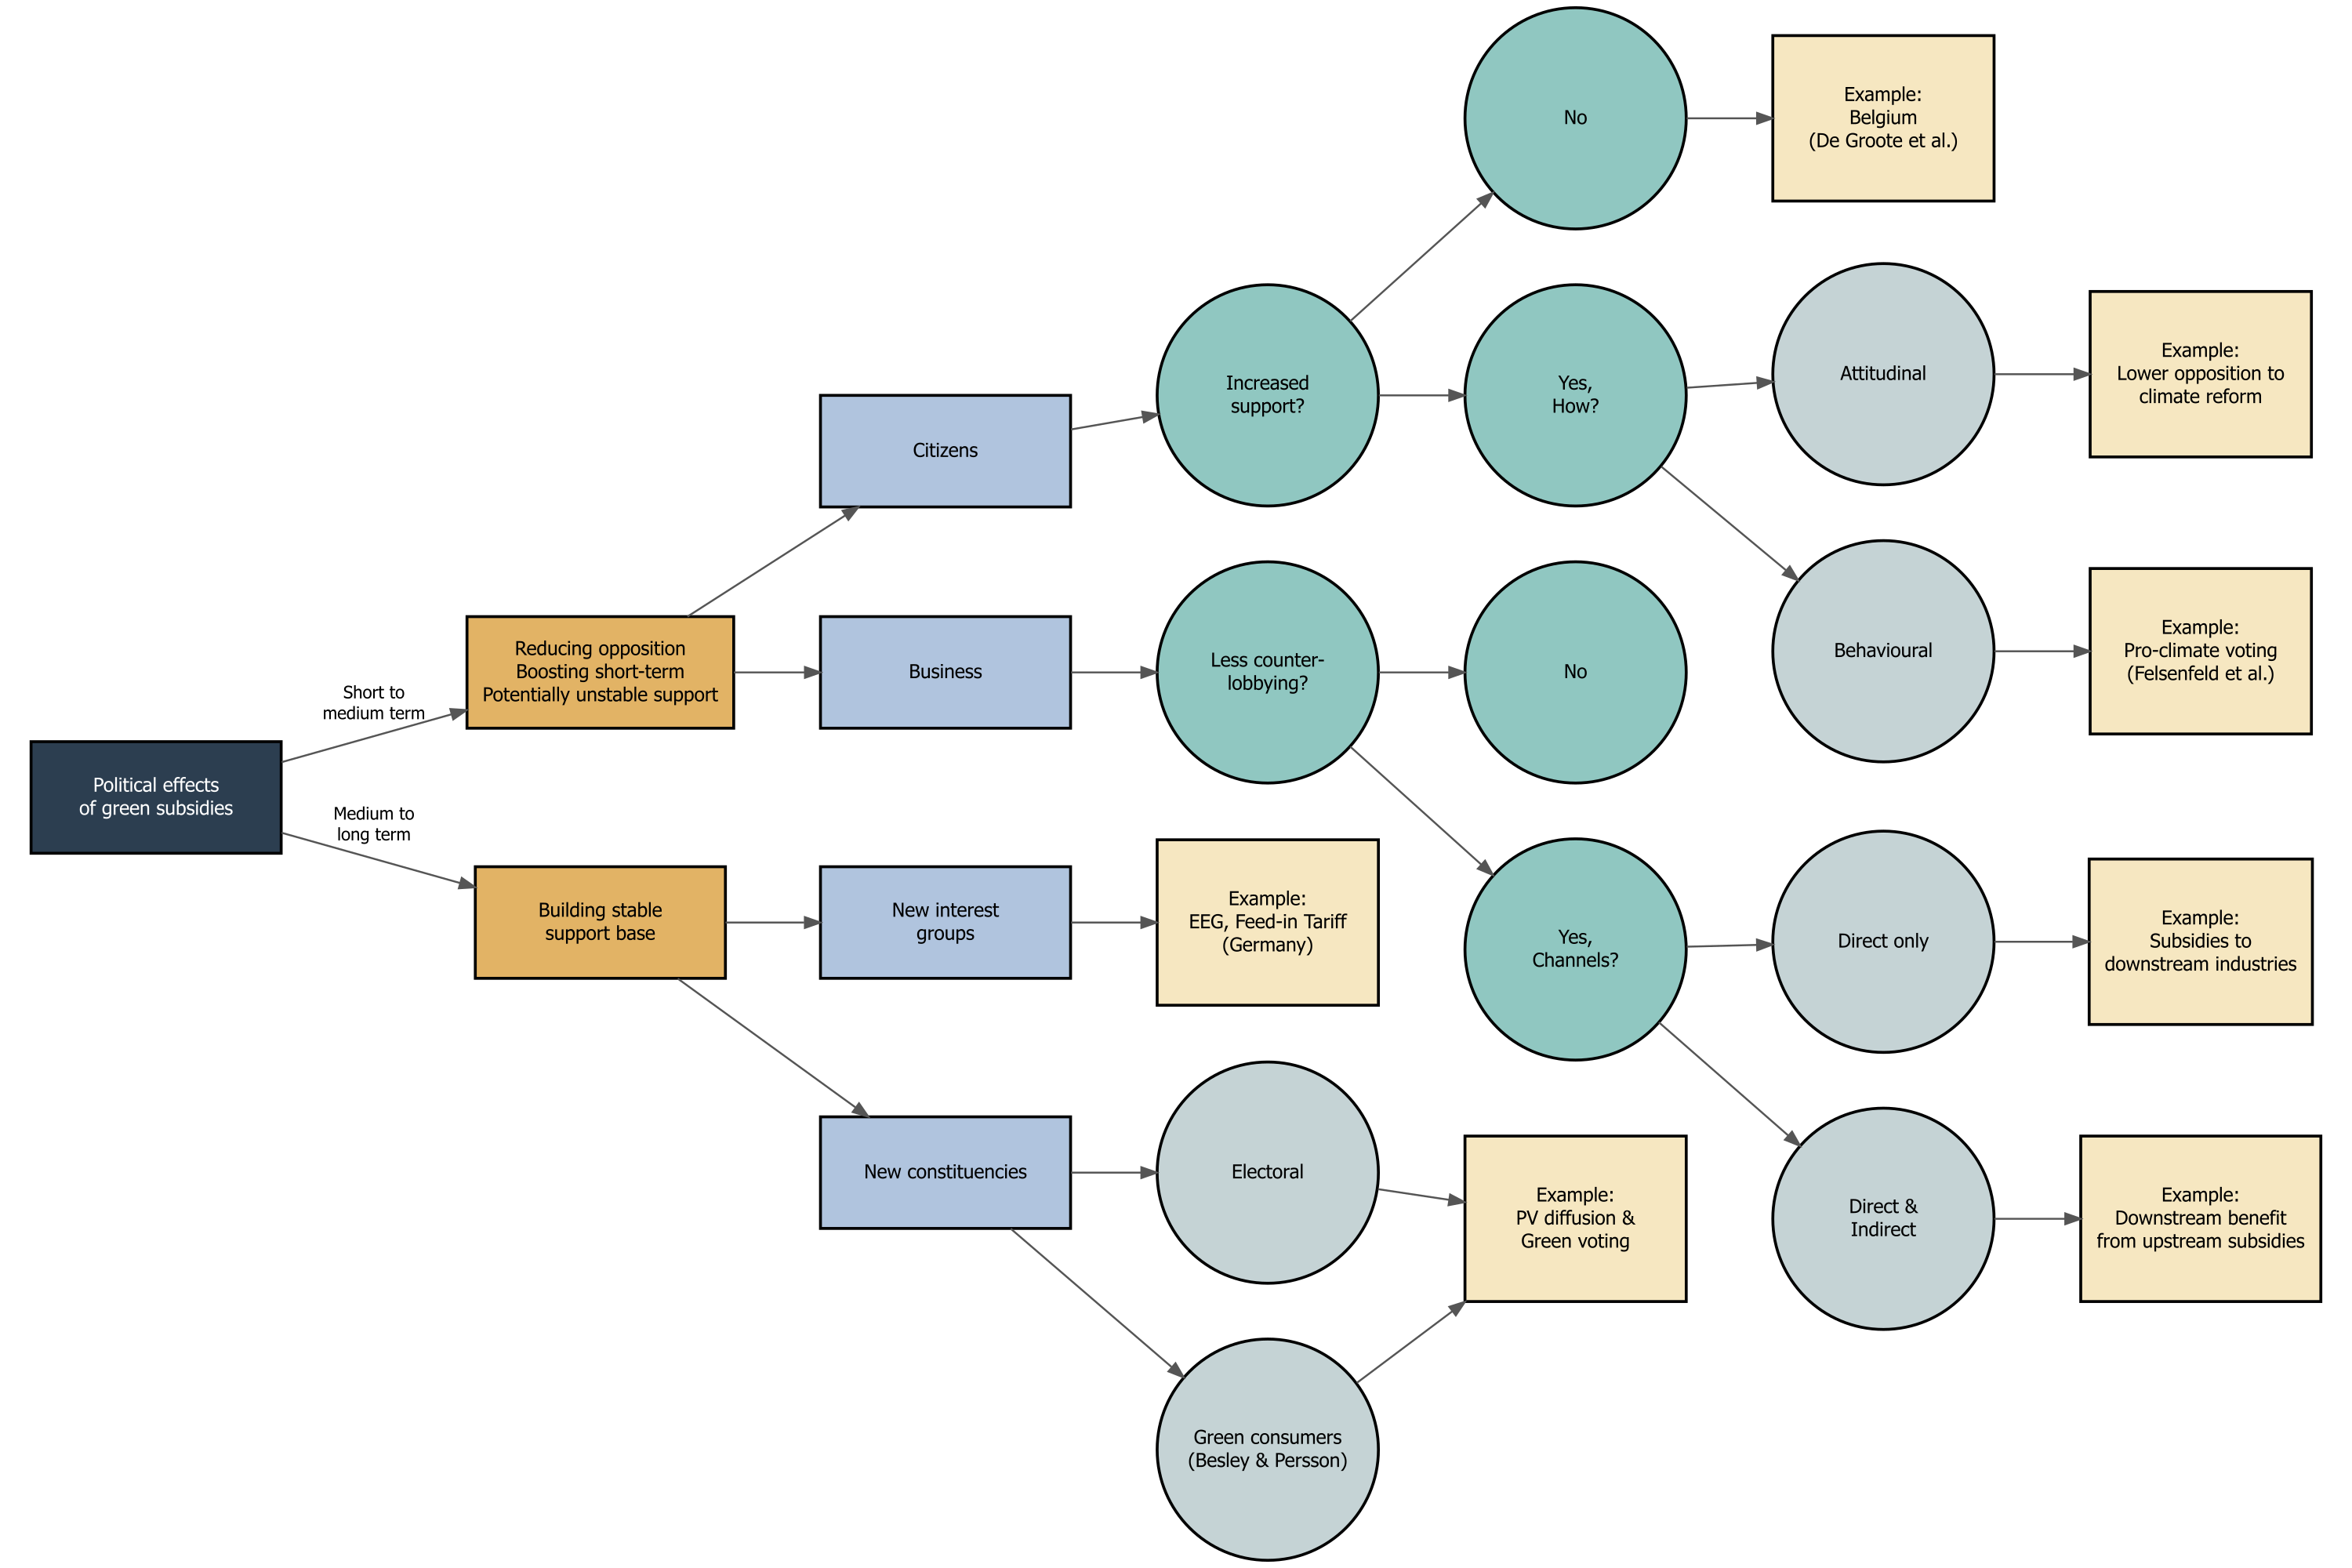 Political effects
of green subsidies
Short to
medium term
Medium to
long term
Reducing opposition
Boosting short-term
Potentially unstable support
Building stable
support base
Citizens
Business
New interest
groups
New constituencies
Increased
support?
Less counter-
lobbying?
Example:
EEG, Feed-in Tariff
(Germany)
Electoral
Green consumers
(Besley & Persson)
No
Yes,
How?
No
Yes,
Channels?
Example:
PV diffusion &
Green voting
Example:
Belgium
(De Groote et al.)
Attitudinal
Behavioural
Direct only
Direct &
Indirect
Example:
Lower opposition to
climate reform
Example:
Pro-climate voting
(Felsenfeld et al.)
Example:
Subsidies to
downstream industries
Example:
Downstream benefit
from upstream subsidies